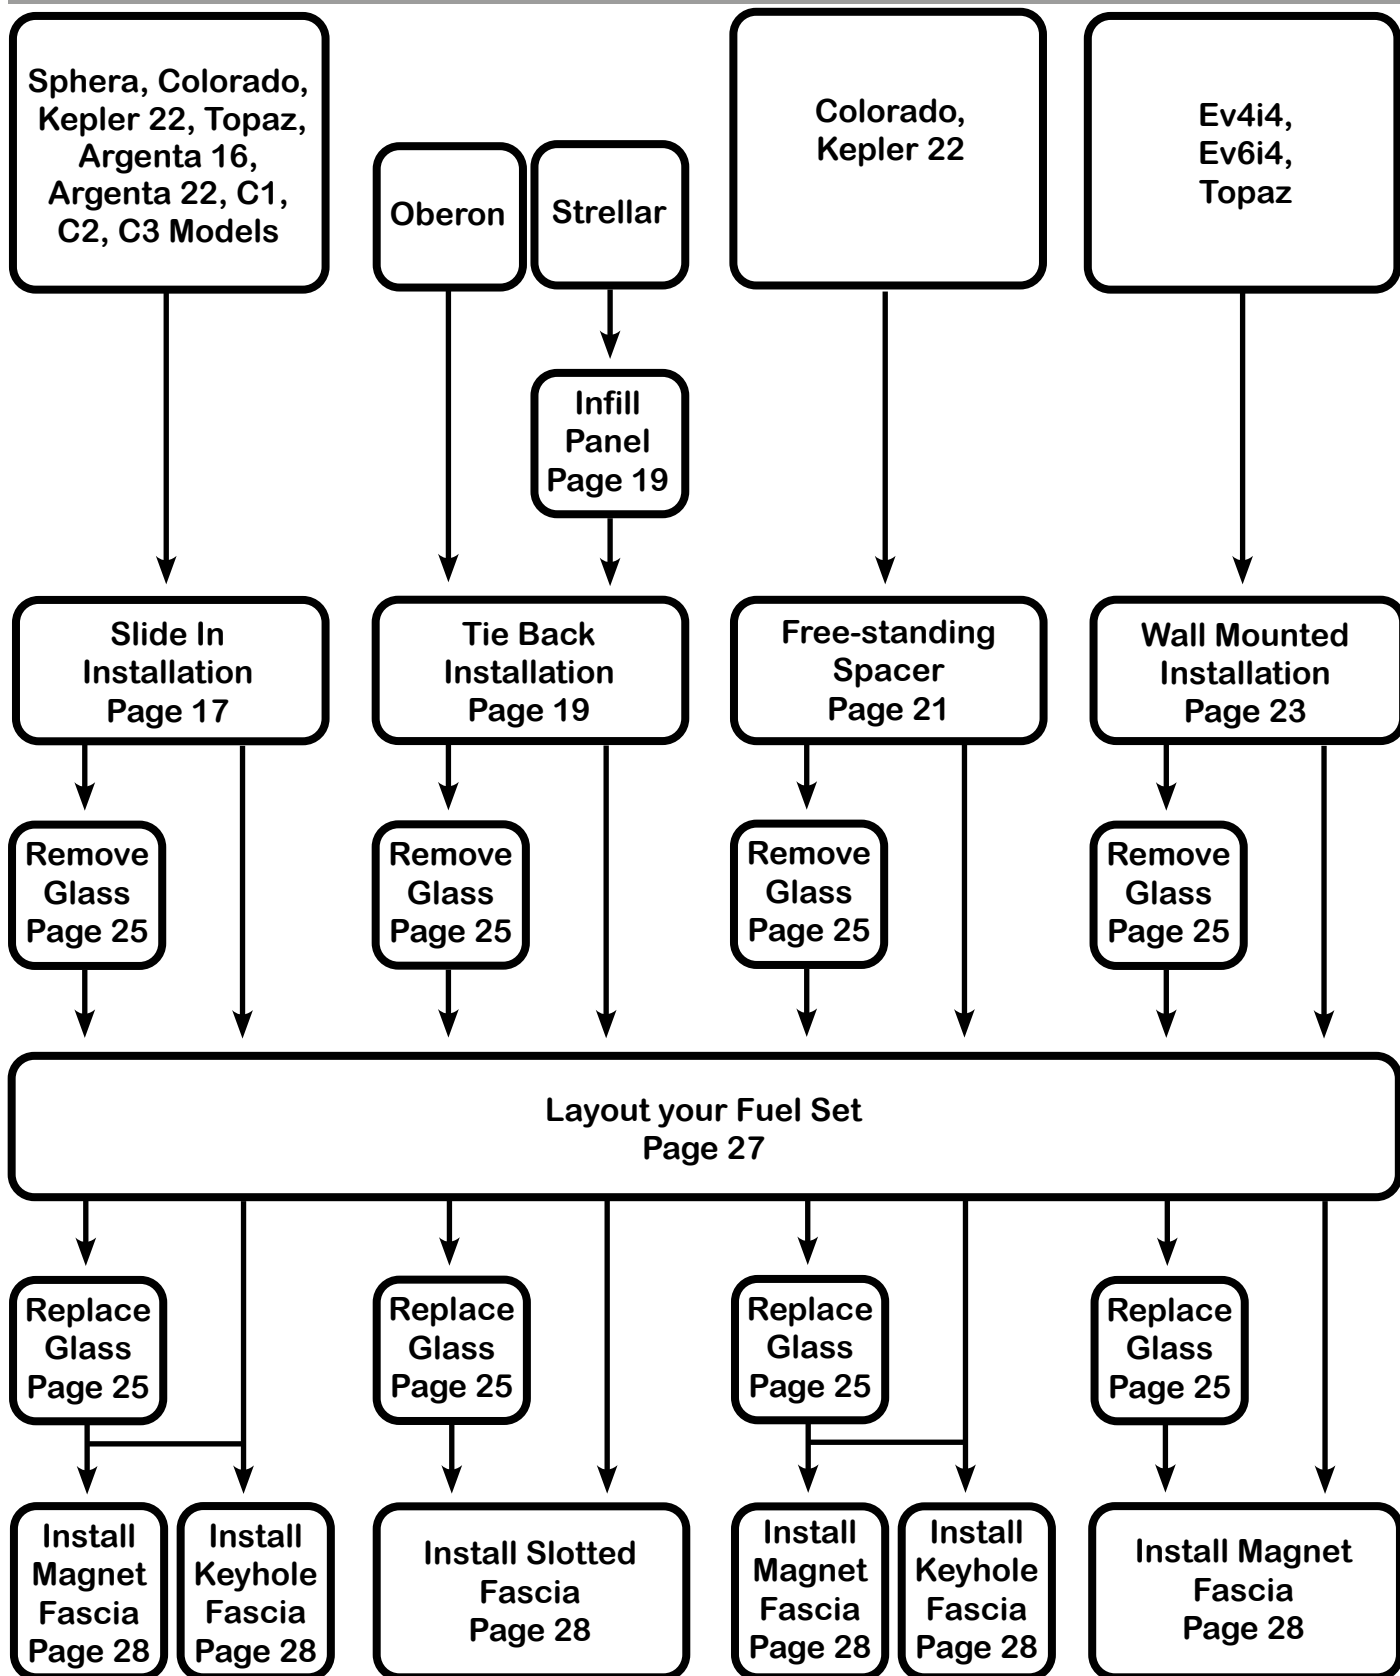 Sphera, Colorado,
Kepler 22, Topaz,
Argenta 16,
Argenta 22, C1,
C2, C3 Models
Oberon
Strellar
Colorado,
Kepler 22
Ev4i4,
Ev6i4,
Topaz
Infill
Panel
Page 19
Slide In
Installation
Page 17
Tie Back
Installation
Page 19
Free-standing
Spacer
Page 21
Wall Mounted
Installation
Page 23
Remove
Glass
Page 25
Remove
Glass
Page 25
Remove
Glass
Page 25
Remove
Glass
Page 25
Layout your Fuel Set
Page 27
Replace
Glass
Page 25
Replace
Glass
Page 25
Replace
Glass
Page 25
Replace
Glass
Page 25
Install
Magnet
Fascia
Page 28
Install
Keyhole
Fascia
Page 28
Install Slotted
Fascia
Page 28
Install
Magnet
Fascia
Page 28
Install
Keyhole
Fascia
Page 28
Install Magnet
Fascia
Page 28